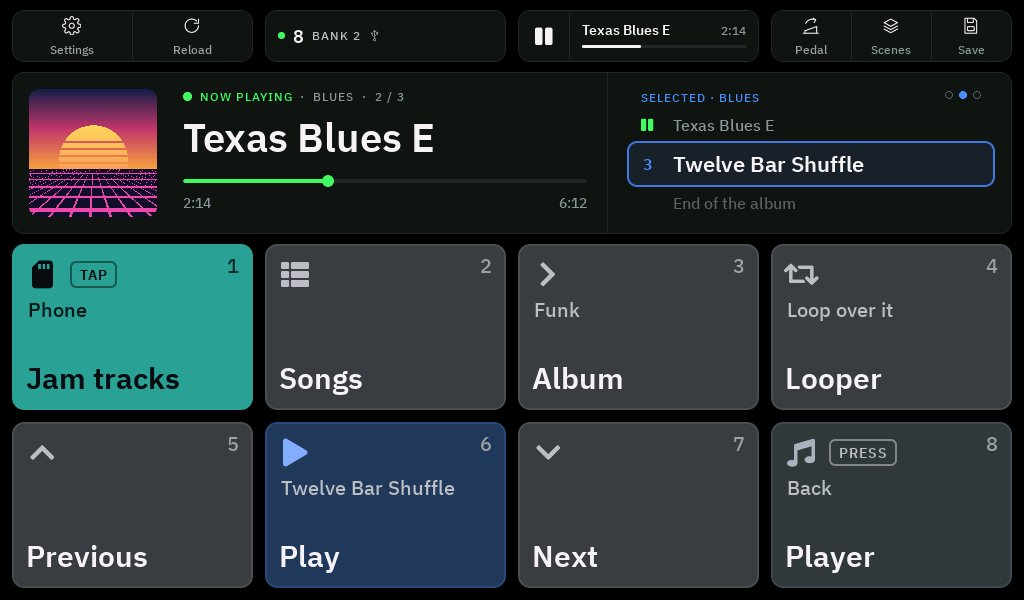 Settings
Reload
8 BANK 2
Texas Blues E 2:14
Pedal
Scenes
Save
NOW PLAYING · BLUES · 2 / 3
Texas Blues E
2:14 6:12
SELECTED · BLUES
Texas Blues E
3 Twelve Bar Shuffle
End of the album
TAP 1
Phone
Jam tracks
2
Songs
3
Funk
Album
4
Loop over it
Looper
5
Previous
6
Twelve Bar Shuffle
Play
7
Next
PRESS 8
Back
Player